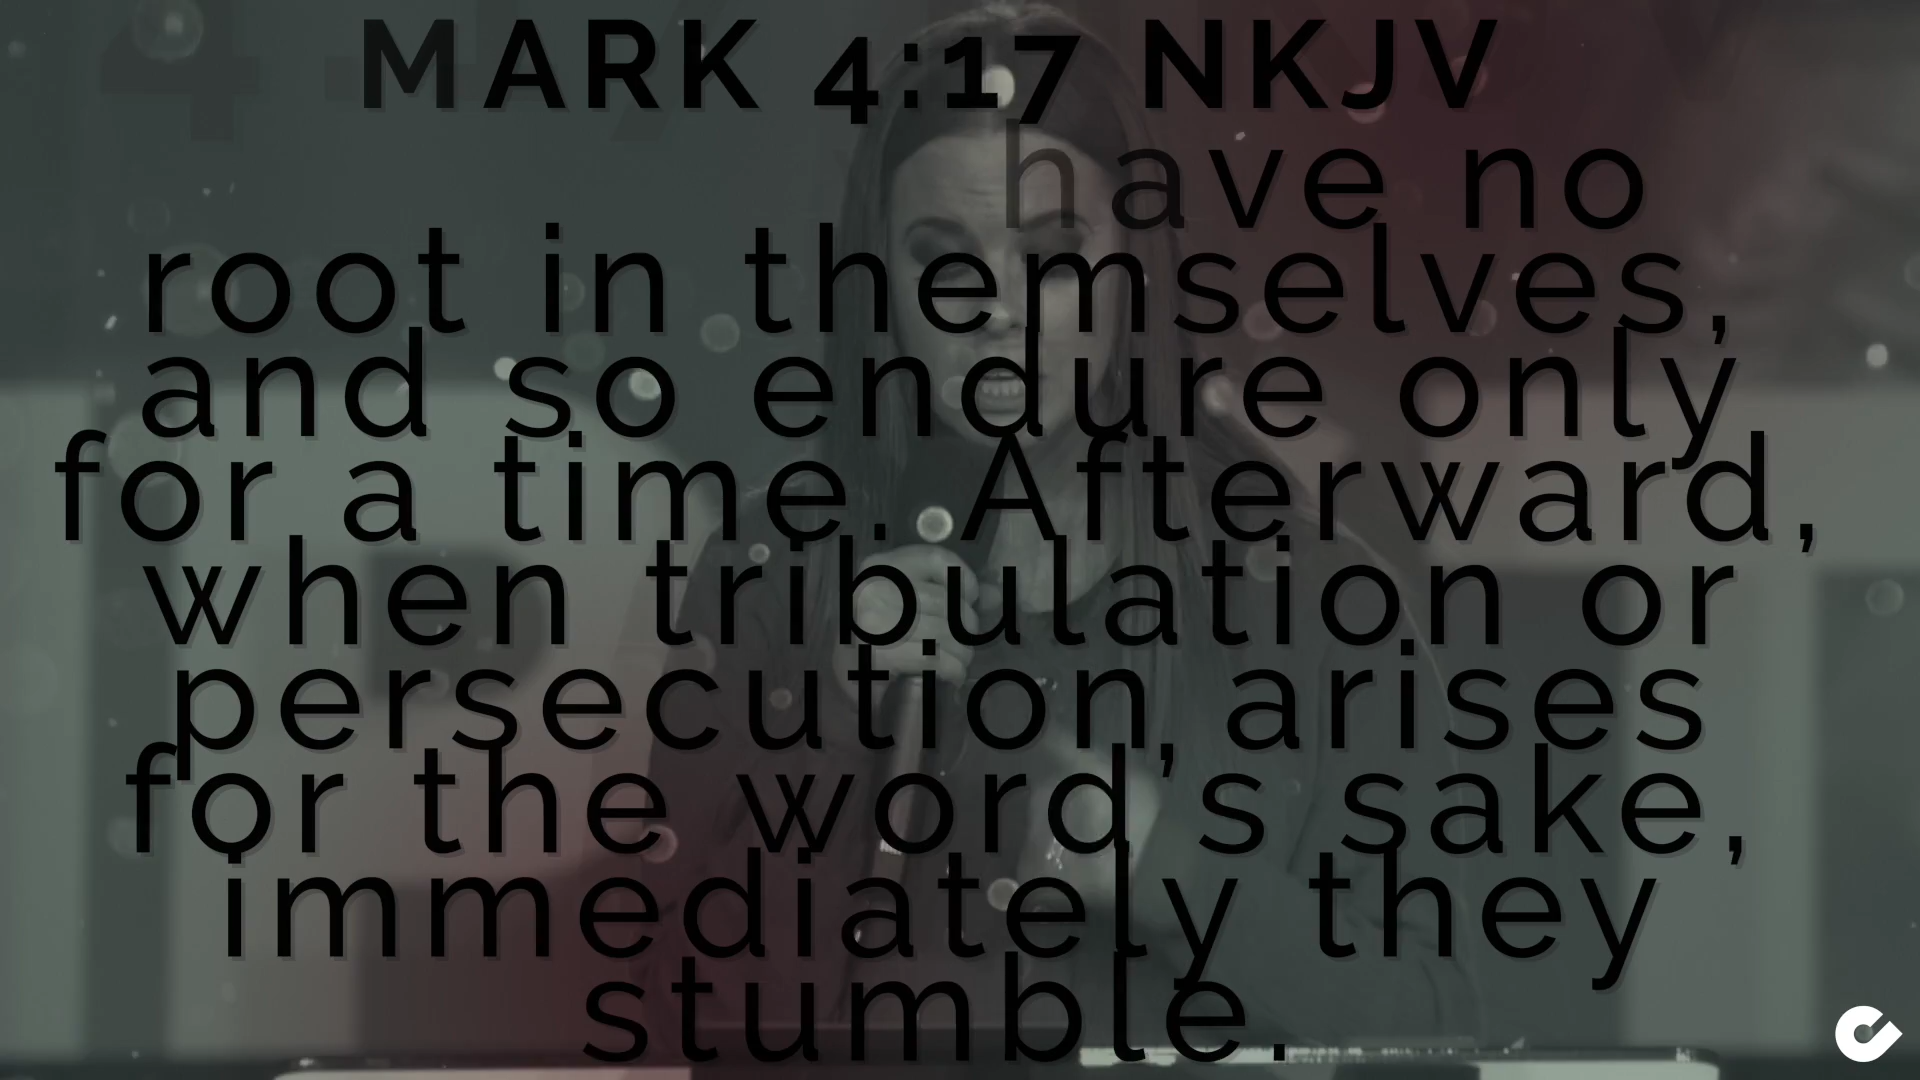 MARK 4:17 NKJV
have no
root in themselves,
and so endure only
for a time. Afterward,
when tribulation or
persecution arises
for the word's sake,
immediately they
stumble.